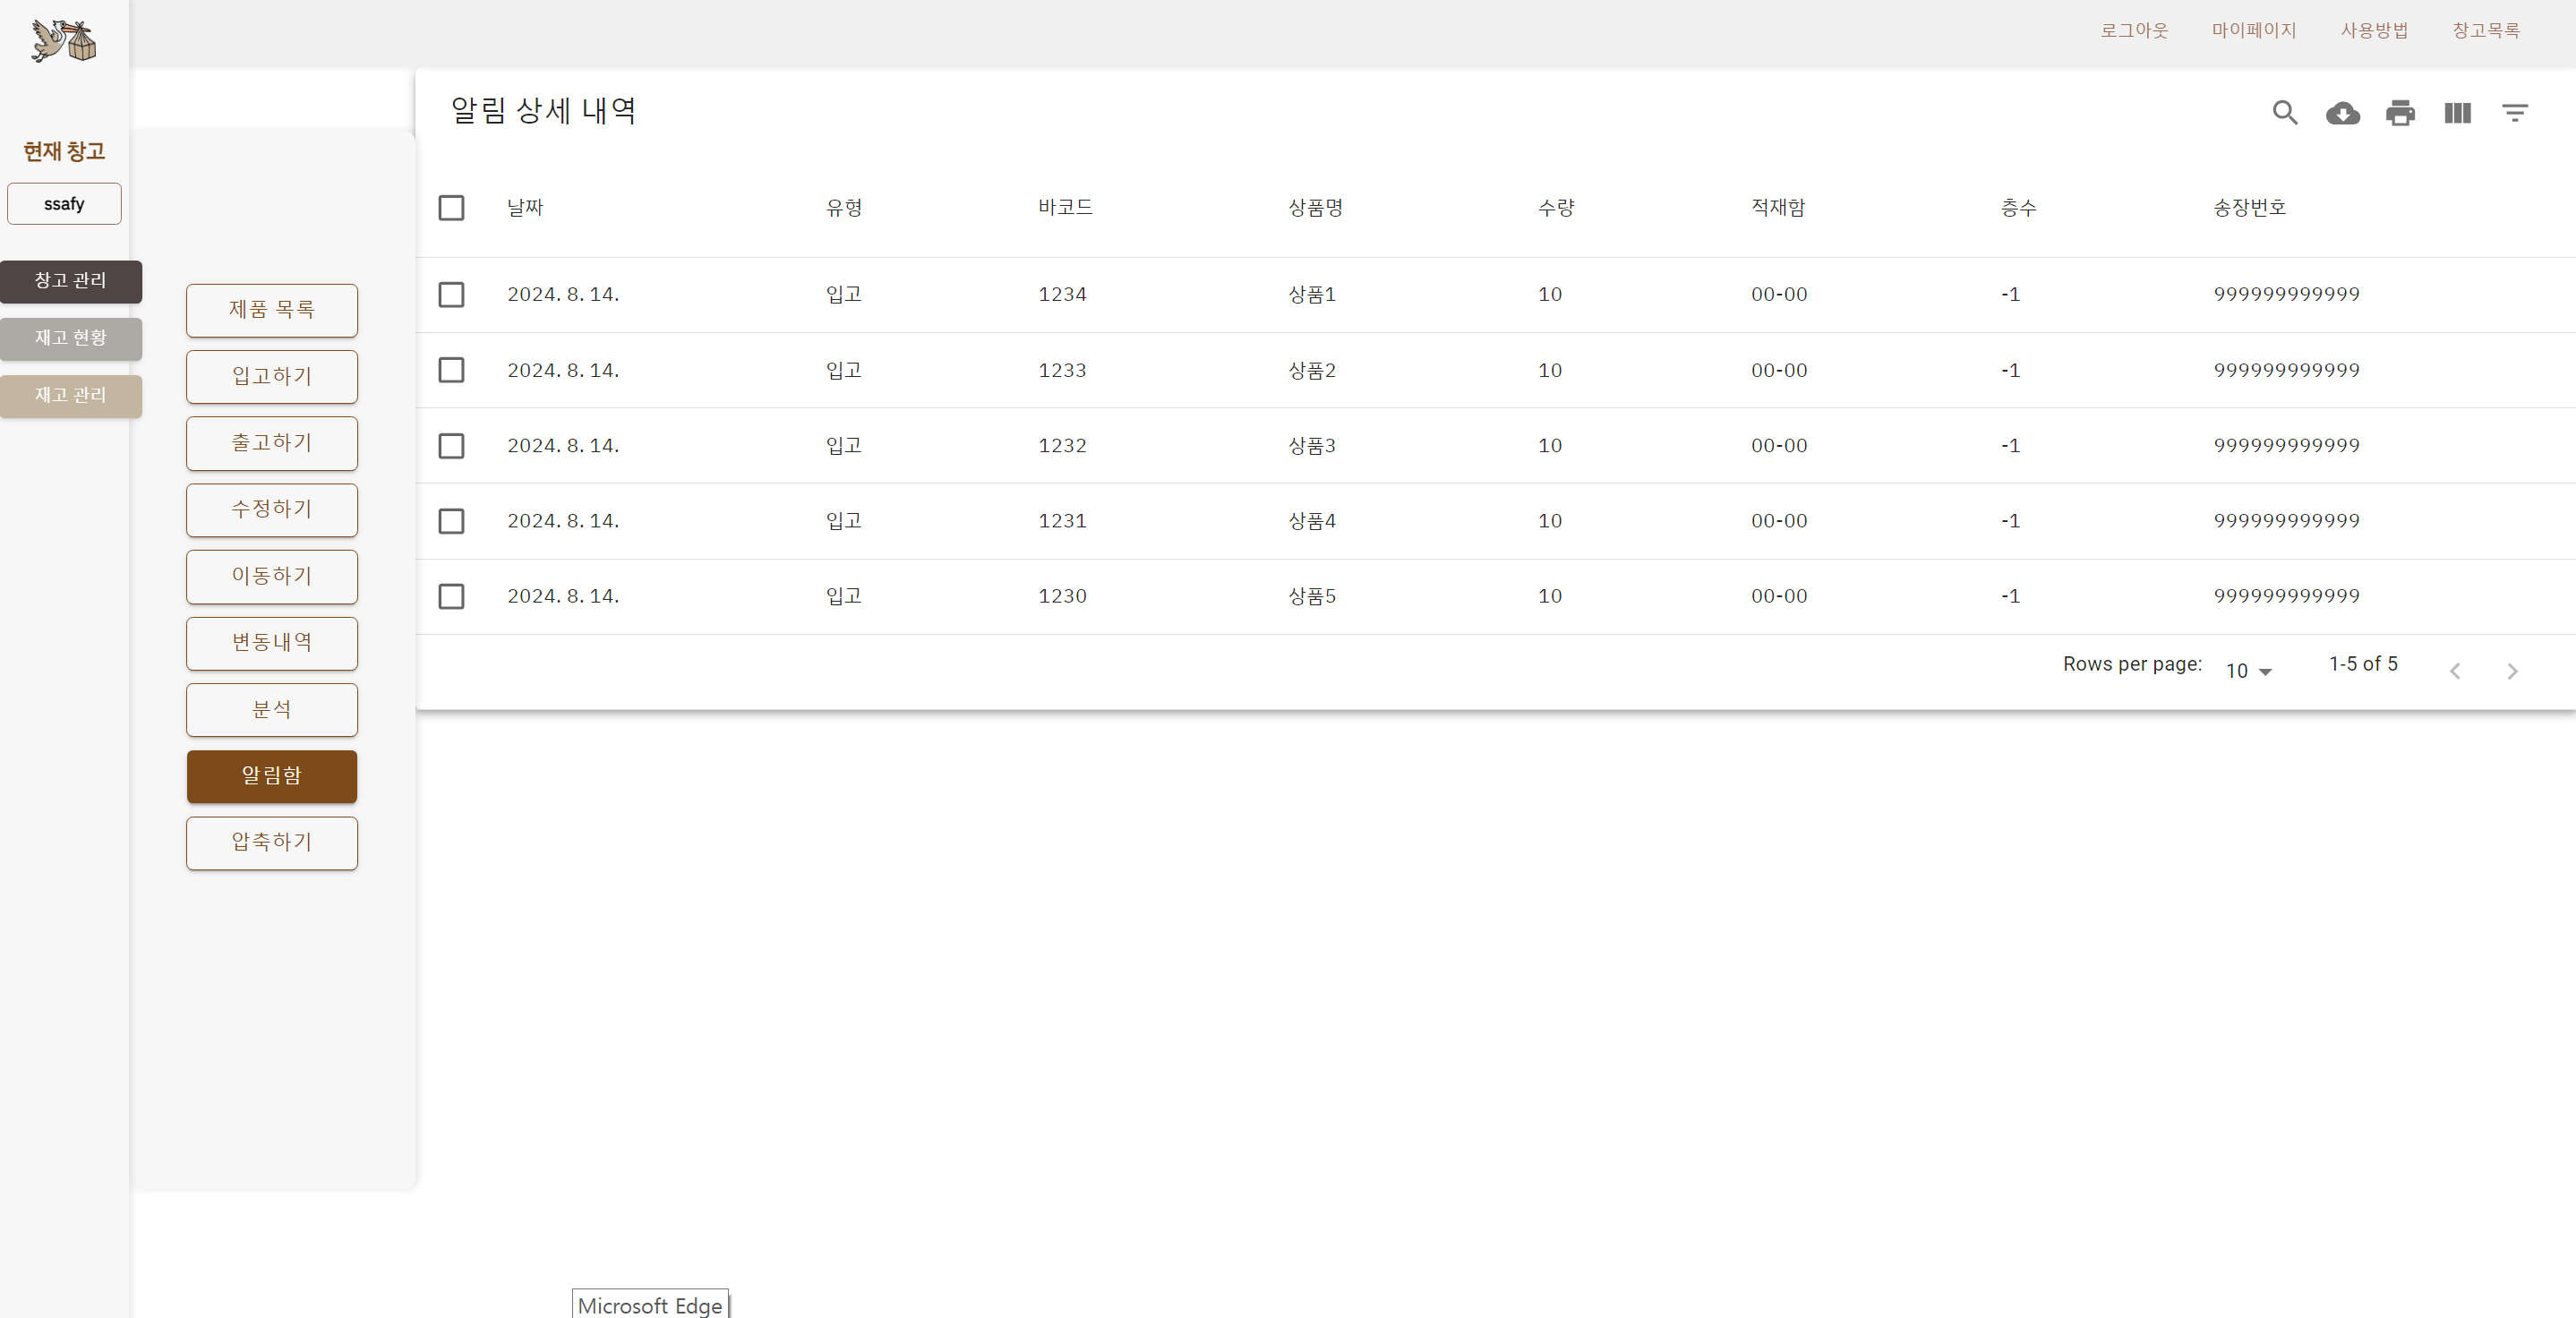 로그아웃 마이페이지 사용방법 창고목록
현재 창고
ssafy
창고 관리
재고 현황
재고 관리
제품 목록
입고하기
출고하기
수정하기
이동하기
변동내역
분석
알림함
압축하기
알림 상세 내역
날짜 유형 바코드 상품명 수량 적재함 층수 송장번호
2024. 8. 14. 입고 1234 상품1 10 00-00 -1 999999999999
2024. 8. 14. 입고 1233 상품2 10 00-00 -1 999999999999
2024. 8. 14. 입고 1232 상품3 10 00-00 -1 999999999999
2024. 8. 14. 입고 1231 상품4 10 00-00 -1 999999999999
2024. 8. 14. 입고 1230 상품5 10 00-00 -1 999999999999
Rows per page: 10 1-5 of 5
Microsoft Edge